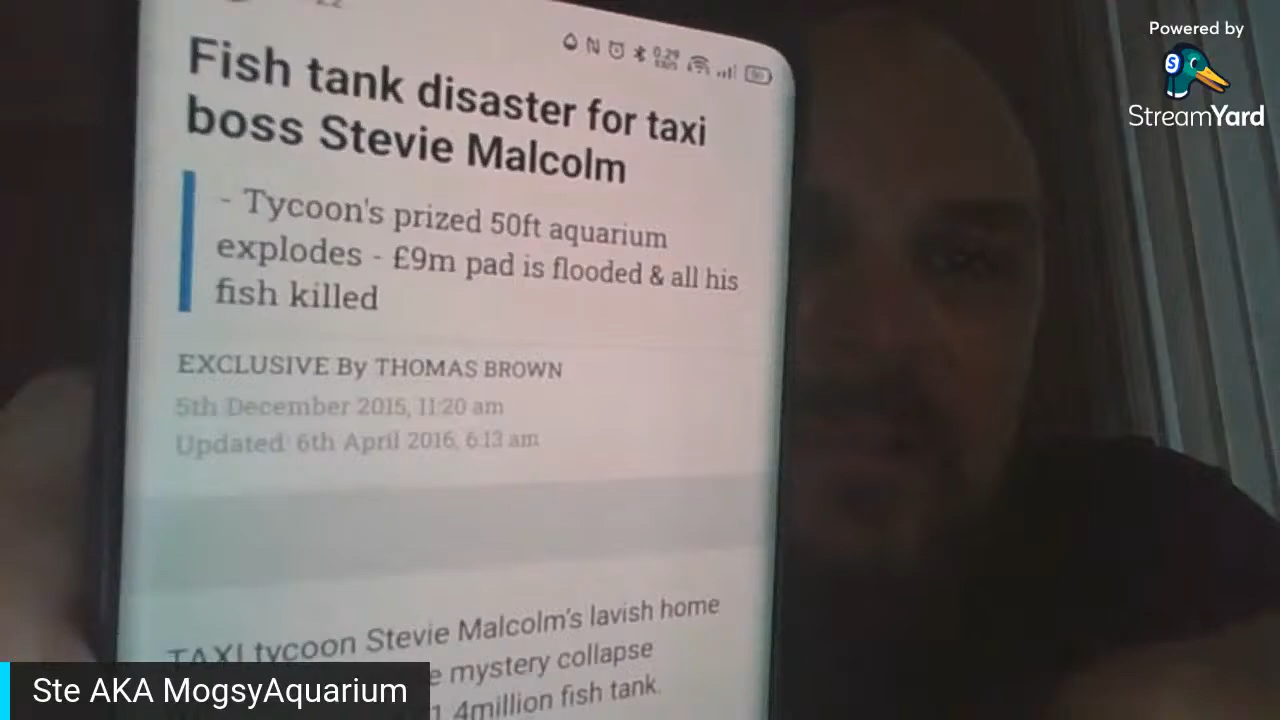 Powered by
StreamYard
Fish tank disaster for taxi
boss Stevie Malcolm
- Tycoon's prized 50ft aquarium
explodes - £9m pad is flooded & all his
fish killed
EXCLUSIVE By THOMAS BROWN
5th December 2015, 11:20 am
Updated: 6th April 2016, 6:13 am
TAXI tycoon Stevie Malcolm's lavish home
mystery collapse
4million fish tank.
Ste AKA MogsyAquarium